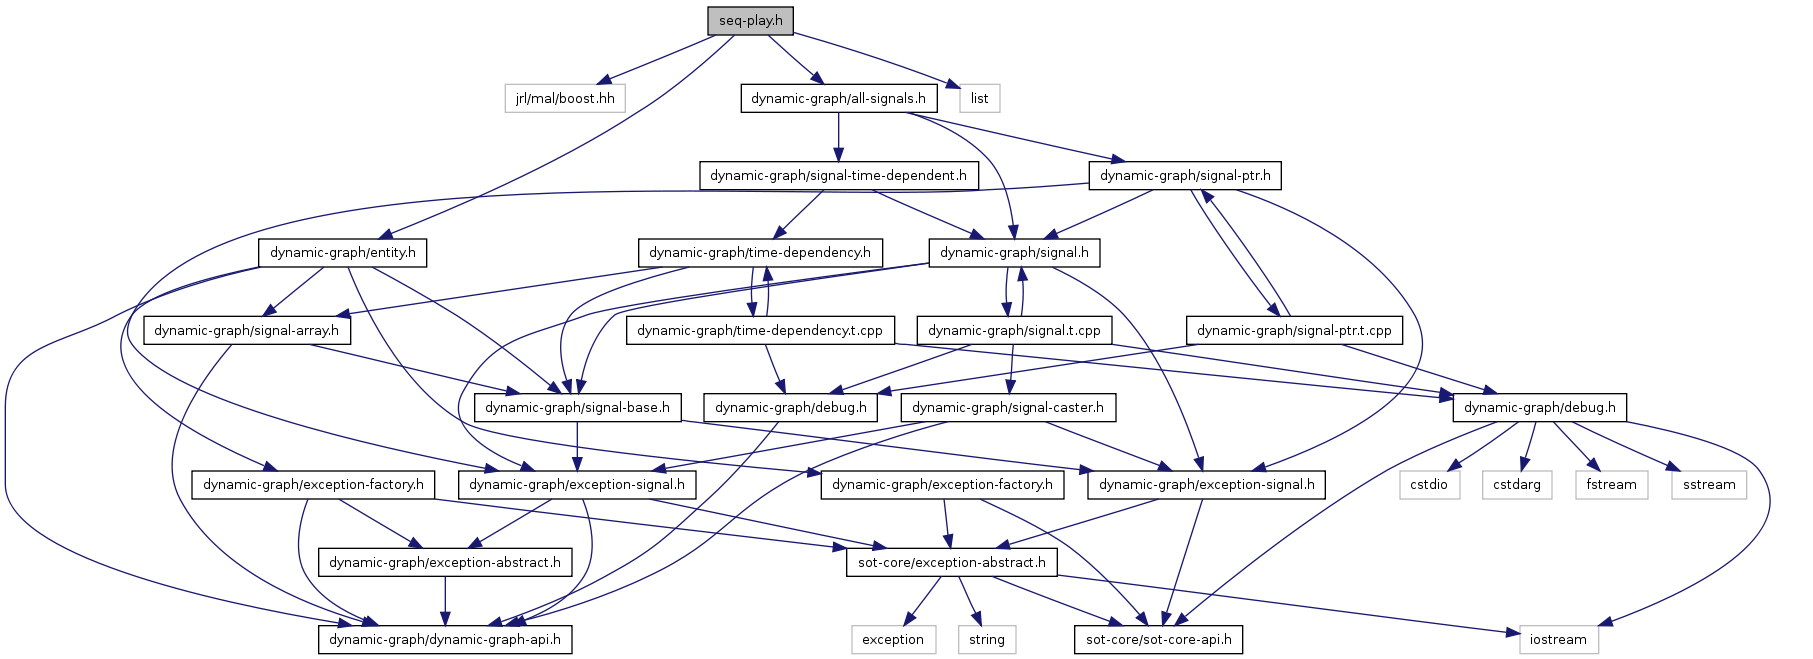 seq-play.h
jrl/mal/boost.hh
dynamic-graph/all-signals.h
list
dynamic-graph/signal-time-dependent.h
dynamic-graph/signal-ptr.h
dynamic-graph/entity.h
dynamic-graph/time-dependency.h
dynamic-graph/signal.h
dynamic-graph/signal-array.h
dynamic-graph/time-dependency.t.cpp
dynamic-graph/signal.t.cpp
dynamic-graph/signal-ptr.t.cpp
dynamic-graph/signal-base.h
dynamic-graph/debug.h
dynamic-graph/signal-caster.h
dynamic-graph/debug.h
dynamic-graph/exception-factory.h
dynamic-graph/exception-signal.h
dynamic-graph/exception-factory.h
dynamic-graph/exception-signal.h
cstdio
cstdarg
fstream
sstream
dynamic-graph/exception-abstract.h
sot-core/exception-abstract.h
dynamic-graph/dynamic-graph-api.h
exception
string
sot-core/sot-core-api.h
iostream